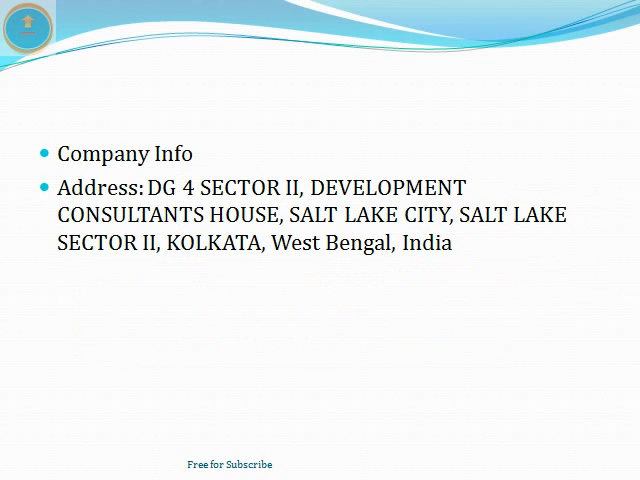 Company Info
Address: DG 4 SECTOR II, DEVELOPMENT
CONSULTANTS HOUSE, SALT LAKE CITY, SALT LAKE
SECTOR II, KOLKATA, West Bengal, India
Free for Subscribe